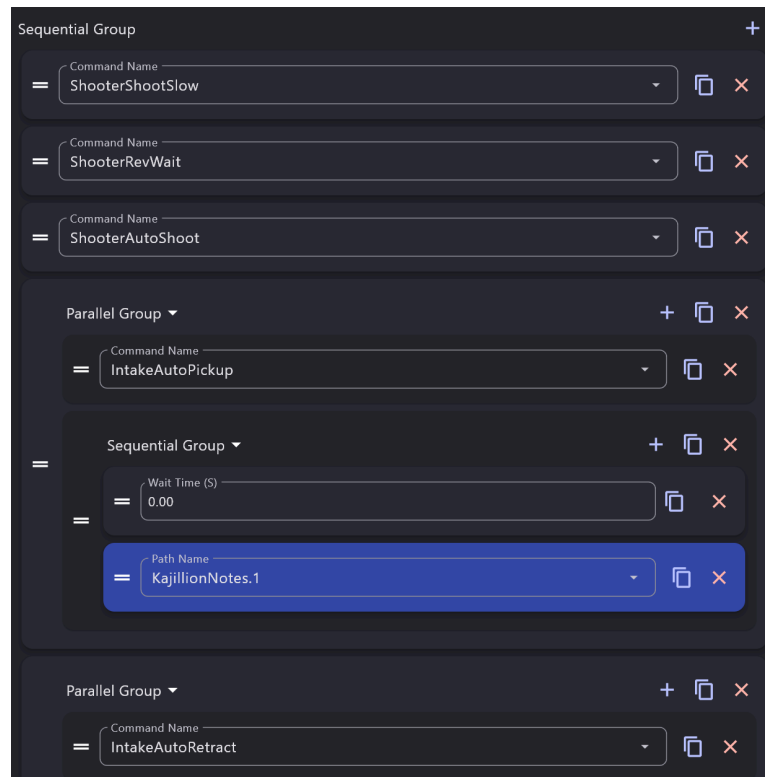 Sequential Group
Command Name
ShooterShootSlow
Command Name
ShooterRevWait
Command Name
ShooterAutoShoot
Parallel Group
Command Name
IntakeAutoPickup
Sequential Group
Wait Time (S)
0.00
Path Name
KajillionNotes.1
Parallel Group
Command Name
IntakeAutoRetract